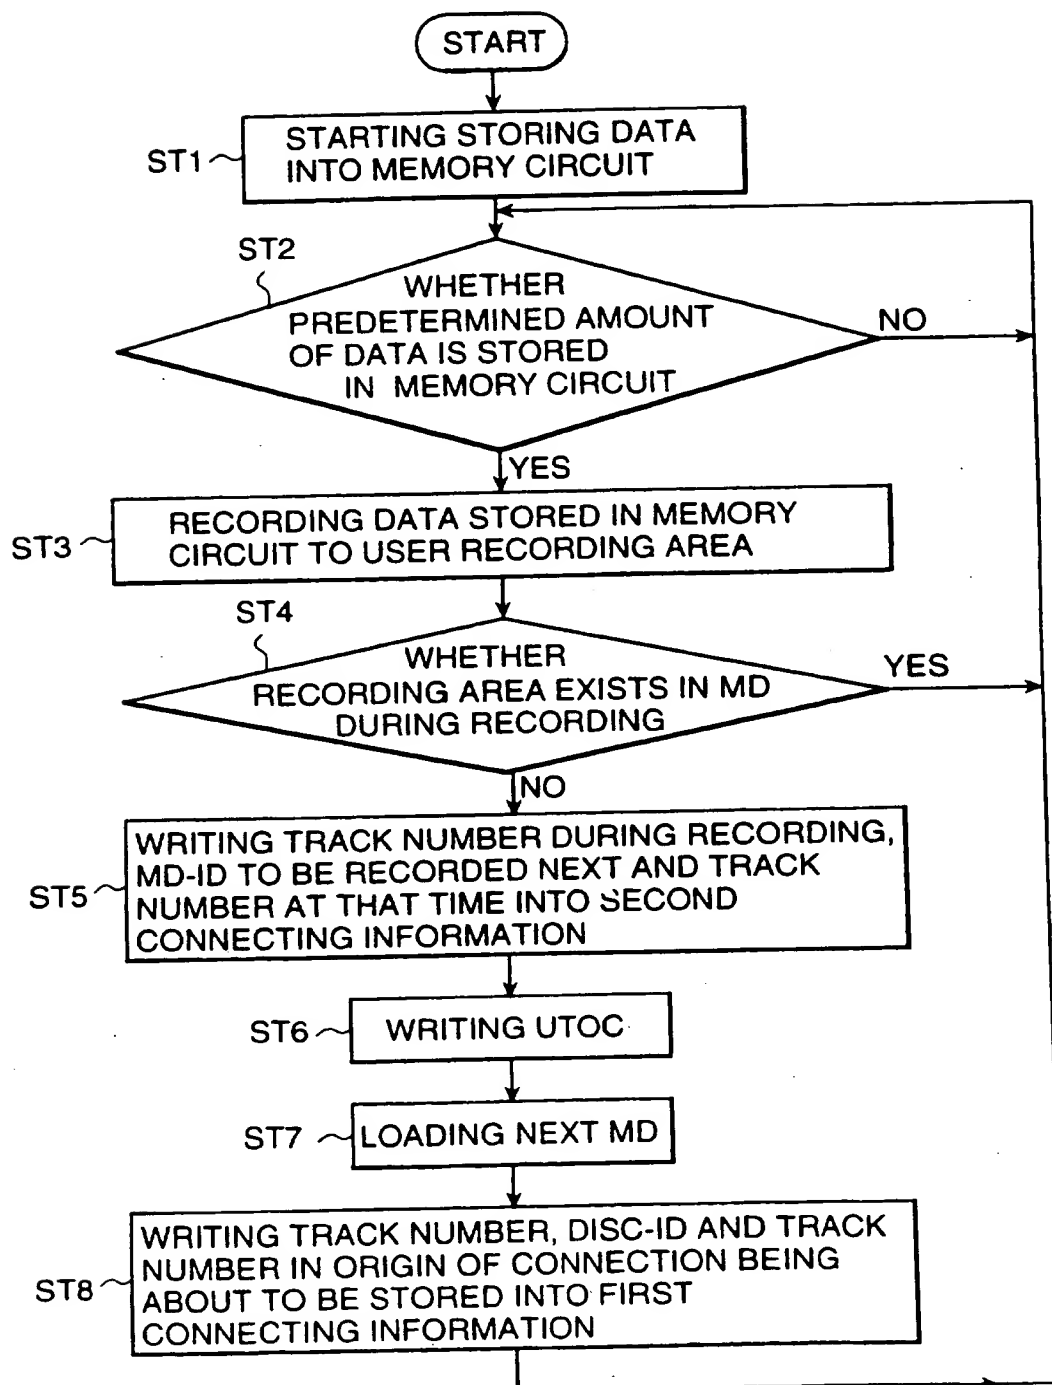 START
STARTING STORING DATA
INTO MEMORY CIRCUIT
ST1
ST2
WHETHER
PREDETERMINED AMOUNT
OF DATA IS STORED
IN MEMORY CIRCUIT
NO
YES
RECORDING DATA STORED IN MEMORY
CIRCUIT TO USER RECORDING AREA
ST3
ST4
WHETHER
RECORDING AREA EXISTS IN MD
DURING RECORDING
YES
NO
WRITING TRACK NUMBER DURING RECORDING,
MD-ID TO BE RECORDED NEXT AND TRACK
NUMBER AT THAT TIME INTO SECOND
CONNECTING INFORMATION
ST5
ST6
WRITING UTOC
ST7
LOADING NEXT MD
WRITING TRACK NUMBER, DISC-ID AND TRACK
NUMBER IN ORIGIN OF CONNECTION BEING
ABOUT TO BE STORED INTO FIRST
CONNECTING INFORMATION
ST8